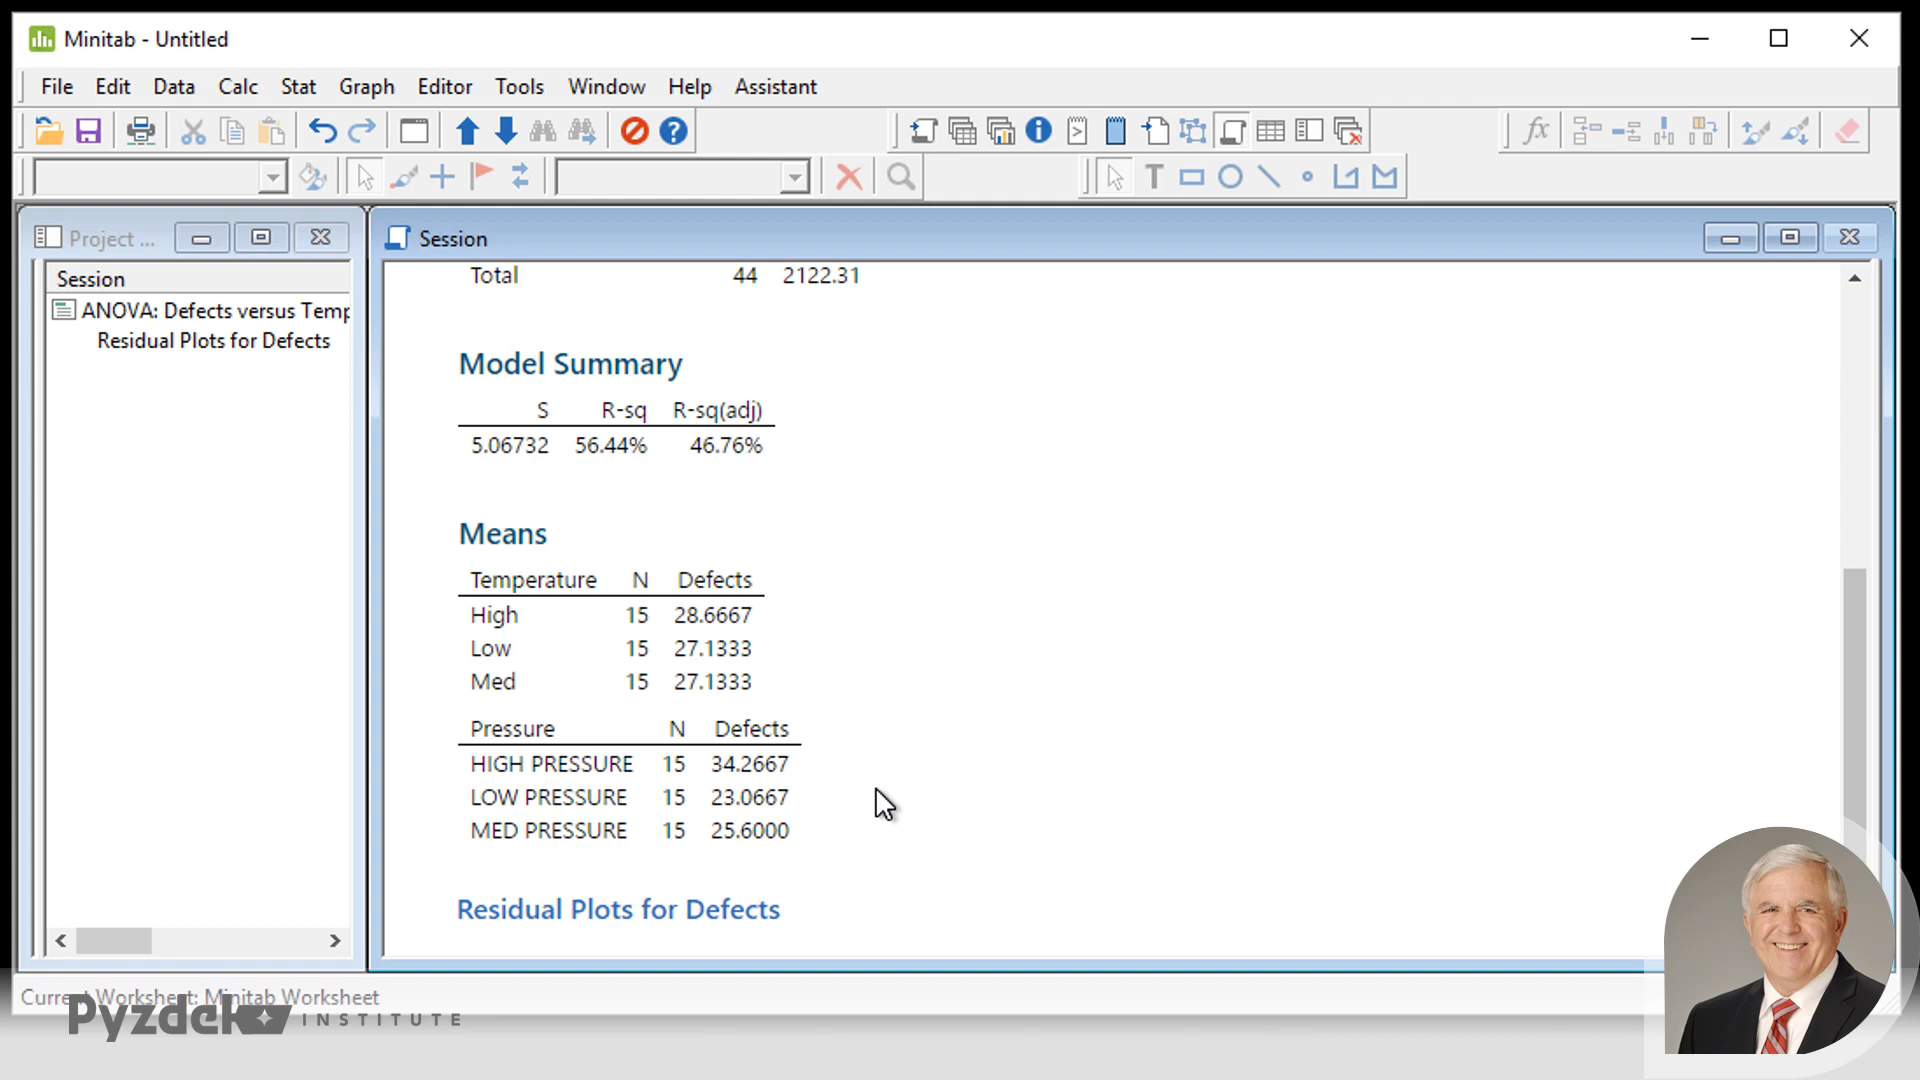 Minitab - Untitled
File Edit Data Calc Stat Graph Editor Tools Window Help Assistant
Project ...
Session
ANOVA: Defects versus Temp
Residual Plots for Defects
Session
Total 44 2122.31
Model Summary
S R-sq R-sq(adj)
5.06732 56.44% 46.76%
Means
Temperature N Defects
High 15 28.6667
Low 15 27.1333
Med 15 27.1333
Pressure N Defects
HIGH PRESSURE 15 34.2667
LOW PRESSURE 15 23.0667
MED PRESSURE 15 25.6000
Residual Plots for Defects
Current Worksheet: Minitab Worksheet
Pyzdek INSTITUTE